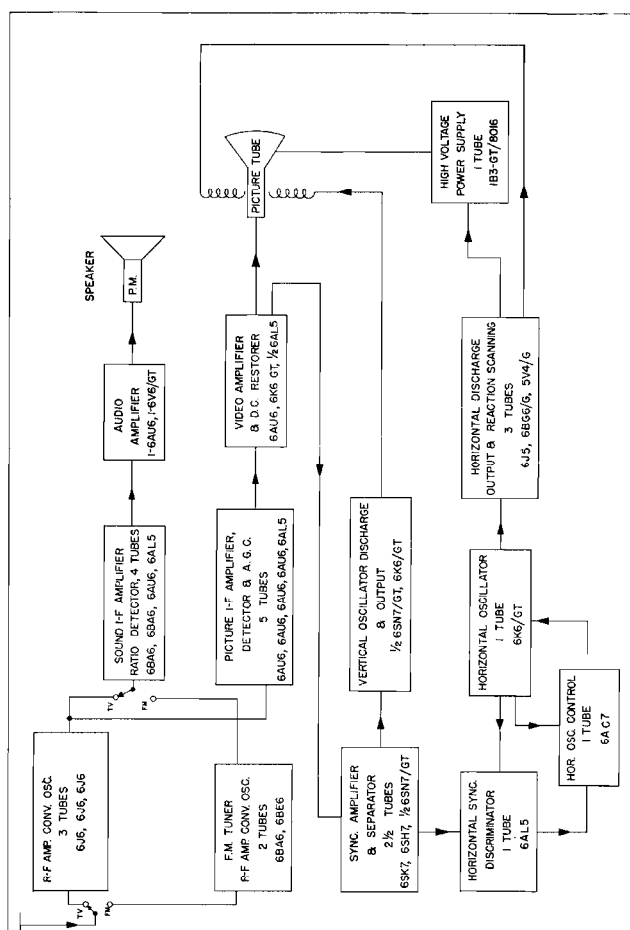 TV
FM
R-F AMP. CONV. OSC.
3 TUBES
6J6, 6J6, 6J6
F.M. TUNER
R-F AMP. CONV. OSC.
2 TUBES
6BA6, 6BE6
TV
FM
SOUND I-F AMPLIFIER
RATIO DETECTOR, 4 TUBES
6BA6, 6BA6, 6AU6, 6AL5
AUDIO
AMPLIFIER
1-6AU6, 1-6V6/GT
SPEAKER
P.M.
PICTURE I-F AMPLIFIER,
DETECTOR & A.G.C.
5 TUBES
6AU6, 6AU6, 6AU6, 6AU6, 6AL5
VIDEO AMPLIFIER
& D.C. RESTORER
6AU6, 6K6 GT, ½ 6AL5
PICTURE TUBE
SYNC. AMPLIFIER
& SEPARATOR
2½ TUBES
6SK7, 6SH7, ½ 6SN7/GT
VERTICAL OSCILLATOR DISCHARGE
& OUTPUT
½ 6SN7/GT, 6K6/GT
HIGH VOLTAGE
POWER SUPPLY
1 TUBE
1B3-GT/8016
HORIZONTAL SYNC.
DISCRIMINATOR
1 TUBE
6AL5
HORIZONTAL OSCILLATOR
1 TUBE
6K6/GT
HORIZONTAL DISCHARGE
OUTPUT & REACTION SCANNING
3 TUBES
6J5, 6BG6/G, 5V4/G
HOR. OSC. CONTROL
1 TUBE
6AC7